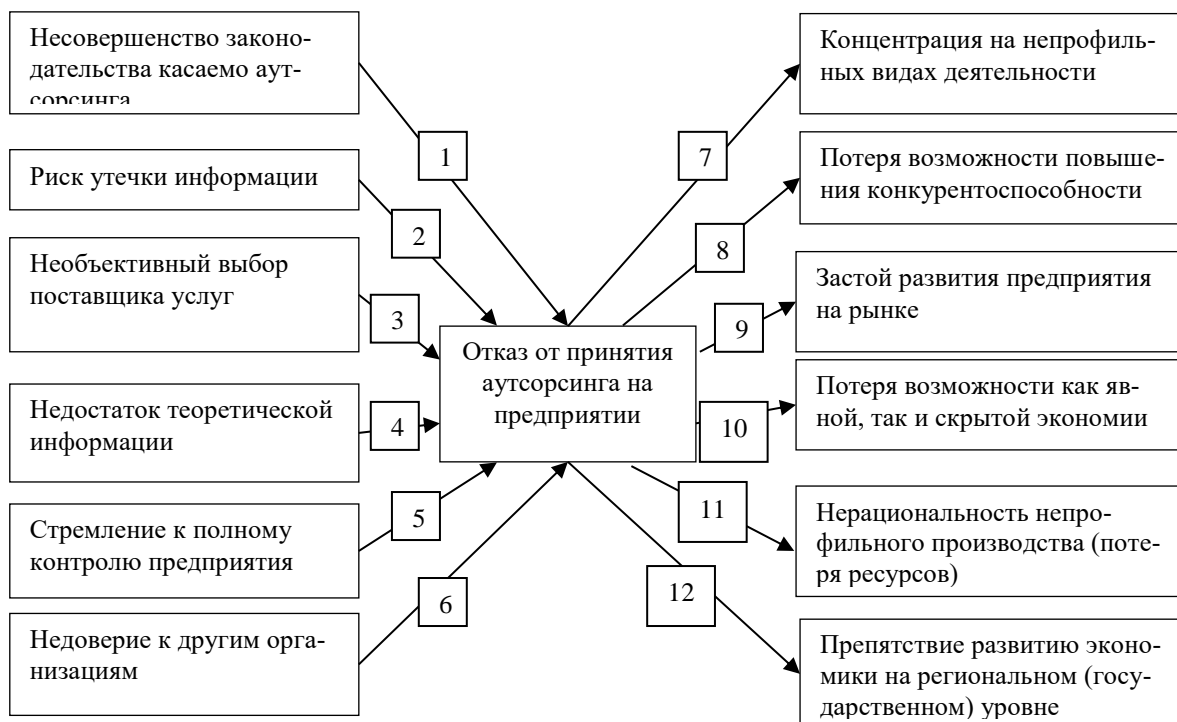 Несовершенство законо-
дательства касаемо аут-
сорсинга
Риск утечки информации
Необъективный выбор
поставщика услуг
Недостаток теоретической
информации
Стремление к полному
контролю предприятия
Недоверие к другим орга-
низациям
1
2
3
4
5
6
Отказ от принятия
аутсорсинга на
предприятии
7
8
9
10
11
12
Концентрация на непрофиль-
ных видах деятельности
Потеря возможности повыше-
ния конкурентоспособности
Застой развития предприятия
на рынке
Потеря возможности как яв-
ной, так и скрытой экономии
Нерациональность непро-
фильного производства (поте-
ря ресурсов)
Препятствие развитию эконо-
мики на региональном (госу-
дарственном) уровне